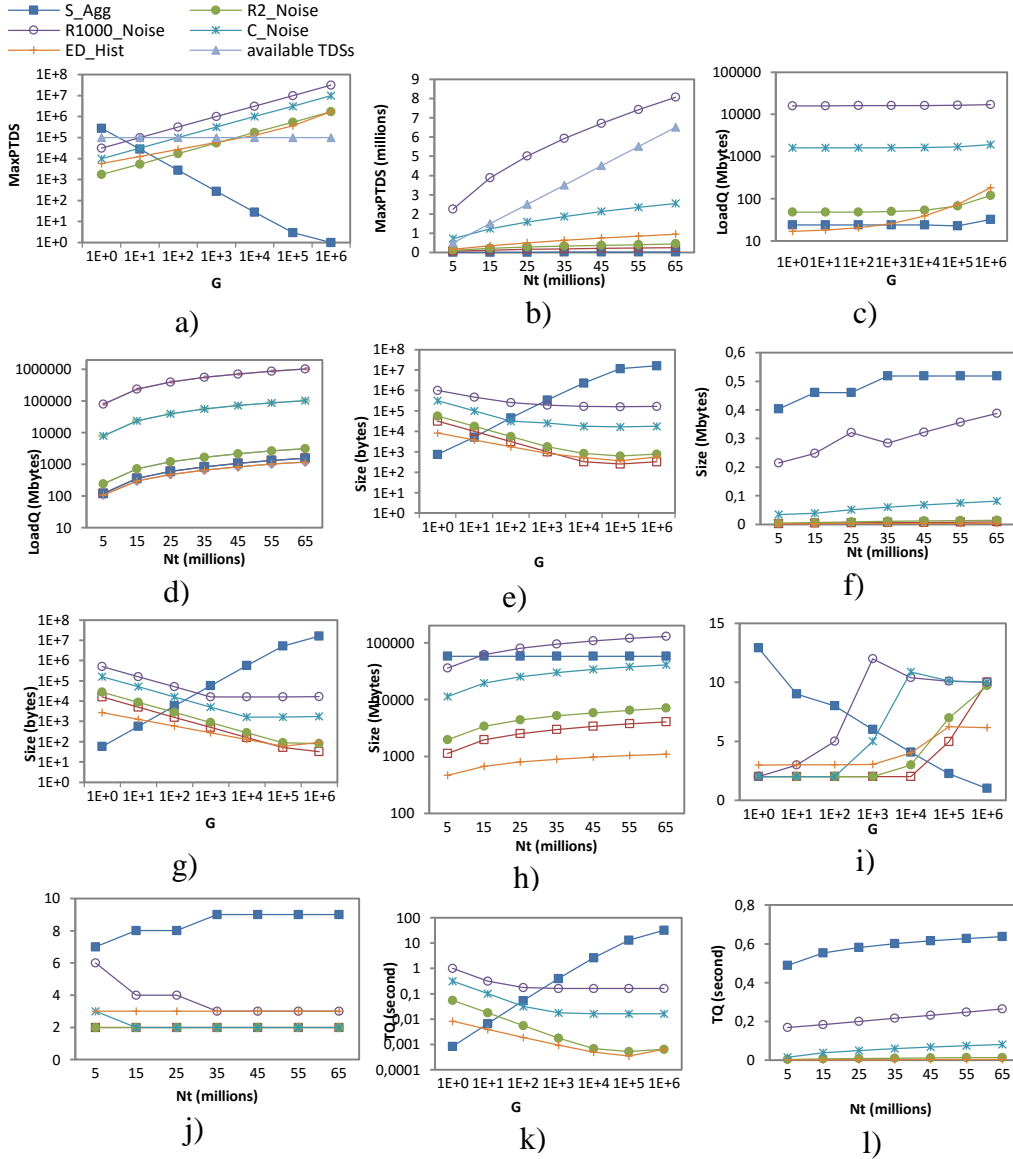 S_Agg R2_Noise
R1000_Noise C_Noise
ED_Hist available TDSs
MaxPTDS
1E+8
1E+7
1E+6
1E+5
1E+4
1E+3
1E+2
1E+1
1E+0
1E+0 1E+1 1E+2 1E+3 1E+4 1E+5 1E+6
G
a)
MaxPTDS (millions)
9
8
7
6
5
4
3
2
1
0
5 15 25 35 45 55 65
Nt (millions)
b)
LoadQ (Mbytes)
100000
10000
1000
100
10
1E+0 1E+11 1E+2 1E+3 1E+4 1E+5 1E+6
G
c)
LoadQ (Mbytes)
1000000
100000
10000
1000
100
10
5 15 25 35 45 55 65
Nt (millions)
d)
Size (bytes)
1E+8
1E+7
1E+6
1E+5
1E+4
1E+3
1E+2
1E+1
1E+0
1E+0 1E+1 1E+2 1E+3 1E+4 1E+5 1E+6
G
e)
Size (Mbytes)
0,6
0,5
0,4
0,3
0,2
0,1
0
5 15 25 35 45 55 65
Nt (millions)
f)
Size (bytes)
1E+8
1E+7
1E+6
1E+5
1E+4
1E+3
1E+2
1E+1
1E+0
1E+0 1E+1 1E+2 1E+3 1E+4 1E+5 1E+6
G
g)
Size (Mbytes)
100000
10000
1000
100
5 15 25 35 45 55 65
Nt (millions)
h)
15
10
5
0
1E+0 1E+1 1E+2 1E+3 1E+4 1E+5 1E+6
G
i)
10
8
6
4
2
0
5 15 25 35 45 55 65
Nt (millions)
j)
TQ (second)
100
10
1
0,1
0,01
0,001
0,0001
1E+0 1E+1 1E+2 1E+3 1E+4 1E+5 1E+6
G
k)
TQ (second)
0,8
0,6
0,4
0,2
0
5 15 25 35 45 55 65
Nt (millions)
l)